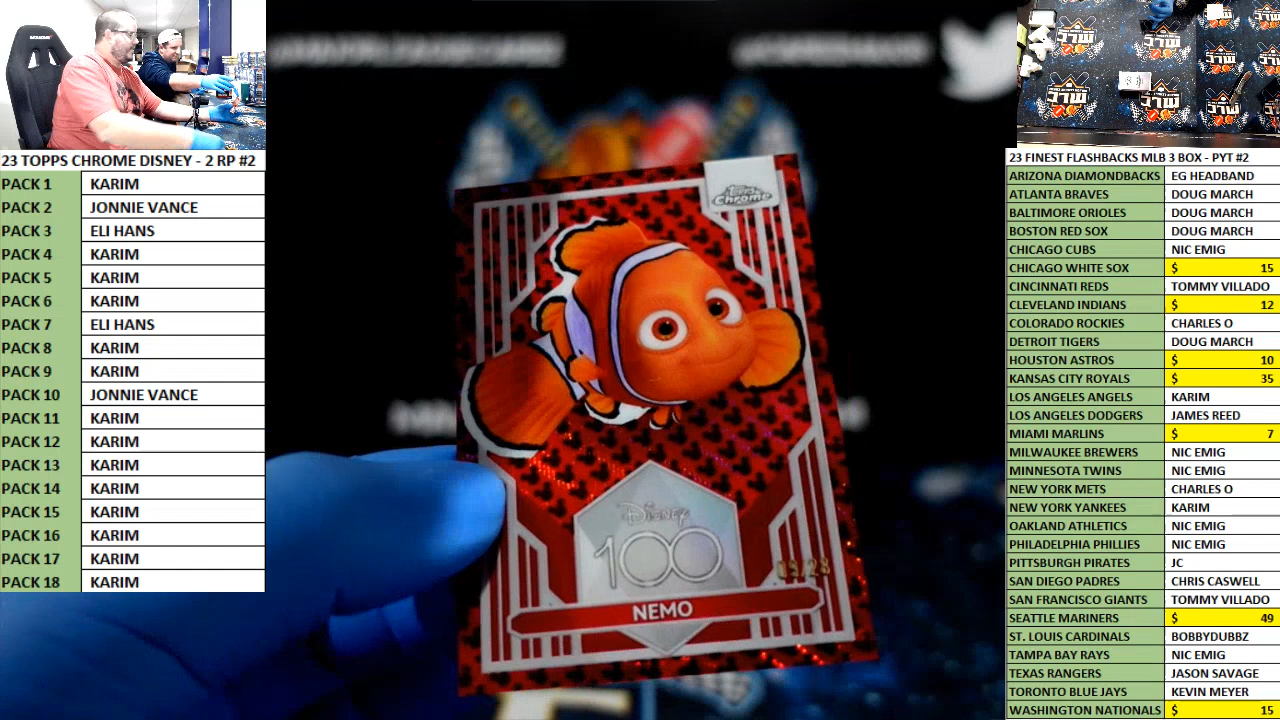 23 TOPPS CHROME DISNEY - 2 RP #2
PACK 1 KARIM
PACK 2 JONNIE VANCE
PACK 3 ELI HANS
PACK 4 KARIM
PACK 5 KARIM
PACK 6 KARIM
PACK 7 ELI HANS
PACK 8 KARIM
PACK 9 KARIM
PACK 10 JONNIE VANCE
PACK 11 KARIM
PACK 12 KARIM
PACK 13 KARIM
PACK 14 KARIM
PACK 15 KARIM
PACK 16 KARIM
PACK 17 KARIM
PACK 18 KARIM
Topps
Chrome
Disney
100
NEMO
23 FINEST FLASHBACKS MLB 3 BOX - PYT #2
ARIZONA DIAMONDBACKS EG HEADBAND
ATLANTA BRAVES DOUG MARCH
BALTIMORE ORIOLES DOUG MARCH
BOSTON RED SOX DOUG MARCH
CHICAGO CUBS NIC EMIG
CHICAGO WHITE SOX $ 15
CINCINNATI REDS TOMMY VILLADO
CLEVELAND INDIANS $ 12
COLORADO ROCKIES CHARLES O
DETROIT TIGERS DOUG MARCH
HOUSTON ASTROS $ 10
KANSAS CITY ROYALS $ 35
LOS ANGELES ANGELS KARIM
LOS ANGELES DODGERS JAMES REED
MIAMI MARLINS $ 7
MILWAUKEE BREWERS NIC EMIG
MINNESOTA TWINS NIC EMIG
NEW YORK METS CHARLES O
NEW YORK YANKEES KARIM
OAKLAND ATHLETICS NIC EMIG
PHILADELPHIA PHILLIES NIC EMIG
PITTSBURGH PIRATES JC
SAN DIEGO PADRES CHRIS CASWELL
SAN FRANCISCO GIANTS TOMMY VILLADO
SEATTLE MARINERS $ 49
ST. LOUIS CARDINALS BOBBYDUBBZ
TAMPA BAY RAYS NIC EMIG
TEXAS RANGERS JASON SAVAGE
TORONTO BLUE JAYS KEVIN MEYER
WASHINGTON NATIONALS $ 15